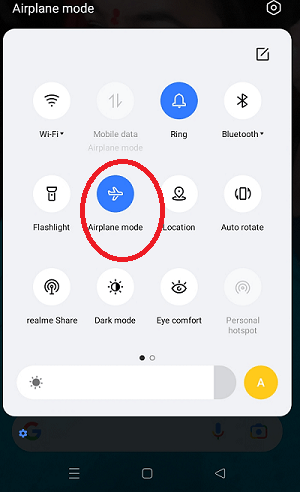 Airplane mode
Wi-Fi
Mobile data
Airplane mode
Ring
Bluetooth
Flashlight
Airplane mode
Location
Auto rotate
realme Share
Dark mode
Eye comfort
Personal
hotspot
A
G